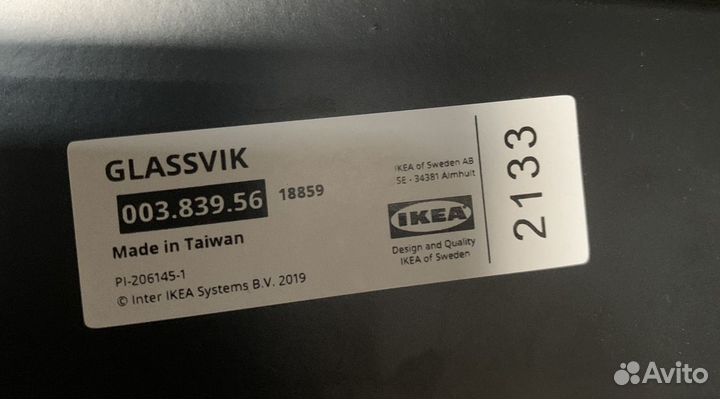 GLASSVIK
003.839.56 18859
Made in Taiwan
PI-206145-1
© Inter IKEA Systems B.V. 2019
IKEA of Sweden AB
SE - 34381 Älmhult
IKEA
Design and Quality
IKEA of Sweden
2133
Avito